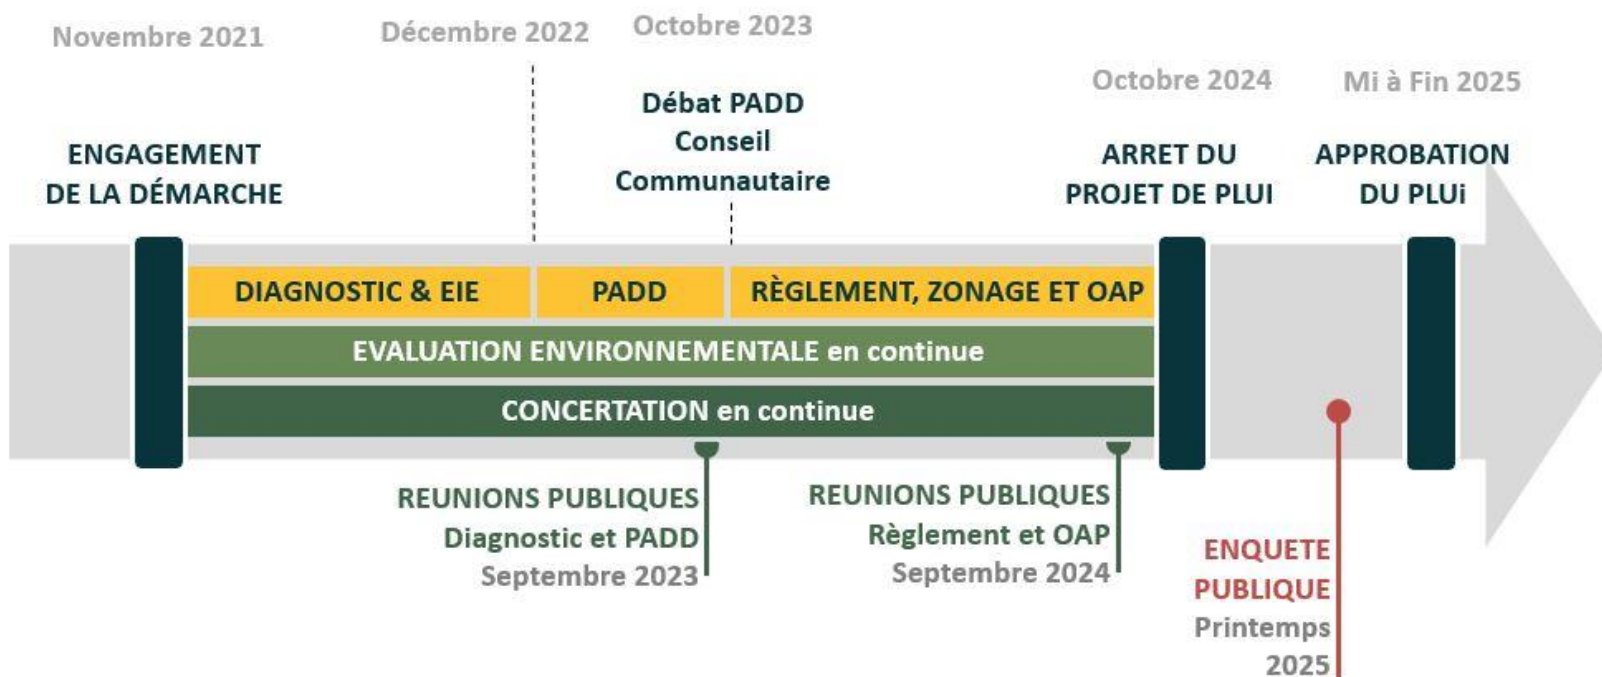 Novembre 2021
Décembre 2022
Octobre 2023
Octobre 2024
Mi à Fin 2025
ENGAGEMENT
DE LA DÉMARCHE
Débat PADD
Conseil
Communautaire
ARRET DU
PROJET DE PLUI
APPROBATION
DU PLUi
DIAGNOSTIC & EIE
PADD
RÈGLEMENT, ZONAGE ET OAP
EVALUATION ENVIRONNEMENTALE en continue
CONCERTATION en continue
REUNIONS PUBLIQUES
Diagnostic et PADD
Septembre 2023
REUNIONS PUBLIQUES
Règlement et OAP
Septembre 2024
ENQUETE
PUBLIQUE
Printemps
2025